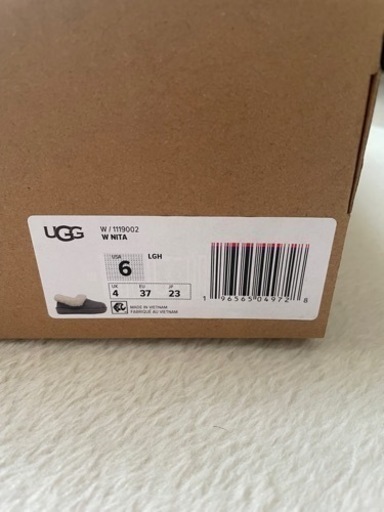 UGG
W / 1119002
W NITA
USA
6
LGH
UK
4
EU
37
JP
23
MADE IN VIETNAM
FABRIQUÉ AU VIETNAM
1 96565 04972 8